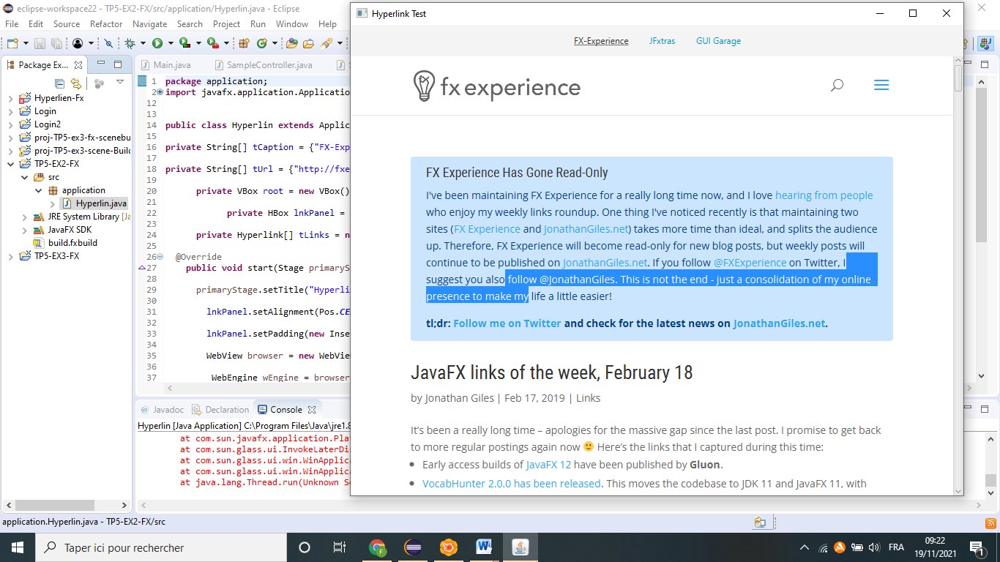 eclipse-workspace22 - TP5-EX2-FX/src/application/Hyperlin.java - Eclipse
File Edit Source Refactor Navigate Search Project Run Window Help
Package Ex...
Hyperlien-Fx
Login
Login2
proj-TP5-ex3-fx-scenebu
proj-TP5-ex3-scene-Build
TP5-EX2-FX
src
application
Hyperlin.java
JRE System Library [Ja
JavaFX SDK
build.fxbuild
TP5-EX3-FX
Main.java SampleController.java
1 package application;
2 import javafx.application.Applicatio
12
13
14 public class Hyperlin extends Applic
15
16 private String[] tCaption = {"FX-Exp
17
18 private String[] tUrl = {"http://fxe
19
20 private VBox root = new VBox()
21
22 private HBox lnkPanel =
23
24 private Hyperlink[] tLinks = n
25
26 @Override
27 public void start(Stage primaryS
28
29 primaryStage.setTitle("Hyperli
30
31 lnkPanel.setAlignment(Pos.CE
32
33 lnkPanel.setPadding(new Inse
34
35 WebView browser = new WebView
36
37 WebEngine wEngine = browser
Javadoc Declaration Console
Hyperlin [Java Application] C:\Program Files\Java\jre1.8
at com.sun.javafx.application.Pla
at com.sun.glass.ui.InvokeLaterDi
at com.sun.glass.ui.win.WinApplic
at com.sun.glass.ui.win.WinApplic
at java.lang.Thread.run(Unknown So
Hyperlink Test
FX-Experience JFxtras GUI Garage
fx experience
FX Experience Has Gone Read-Only
I've been maintaining FX Experience for a really long time now, and I love hearing from people
who enjoy my weekly links roundup. One thing I've noticed recently is that maintaining two
sites (FX Experience and JonathanGiles.net) takes more time than ideal, and splits the audience
up. Therefore, FX Experience will become read-only for new blog posts, but weekly posts will
continue to be published on JonathanGiles.net. If you follow @FXExperience on Twitter, I
suggest you also follow @JonathanGiles. This is not the end - just a consolidation of my online
presence to make my life a little easier!
tl;dr: Follow me on Twitter and check for the latest news on JonathanGiles.net.
JavaFX links of the week, February 18
by Jonathan Giles | Feb 17, 2019 | Links
It's been a really long time – apologies for the massive gap since the last post. I promise to get back
to more regular postings again now 🙂 Here's the links that I captured during this time:
• Early access builds of JavaFX 12 have been published by Gluon.
• VocabHunter 2.0.0 has been released. This moves the codebase to JDK 11 and JavaFX 11, with
application.Hyperlin.java - TP5-EX2-FX/src
Taper ici pour rechercher
FRA
09:22
19/11/2021
1